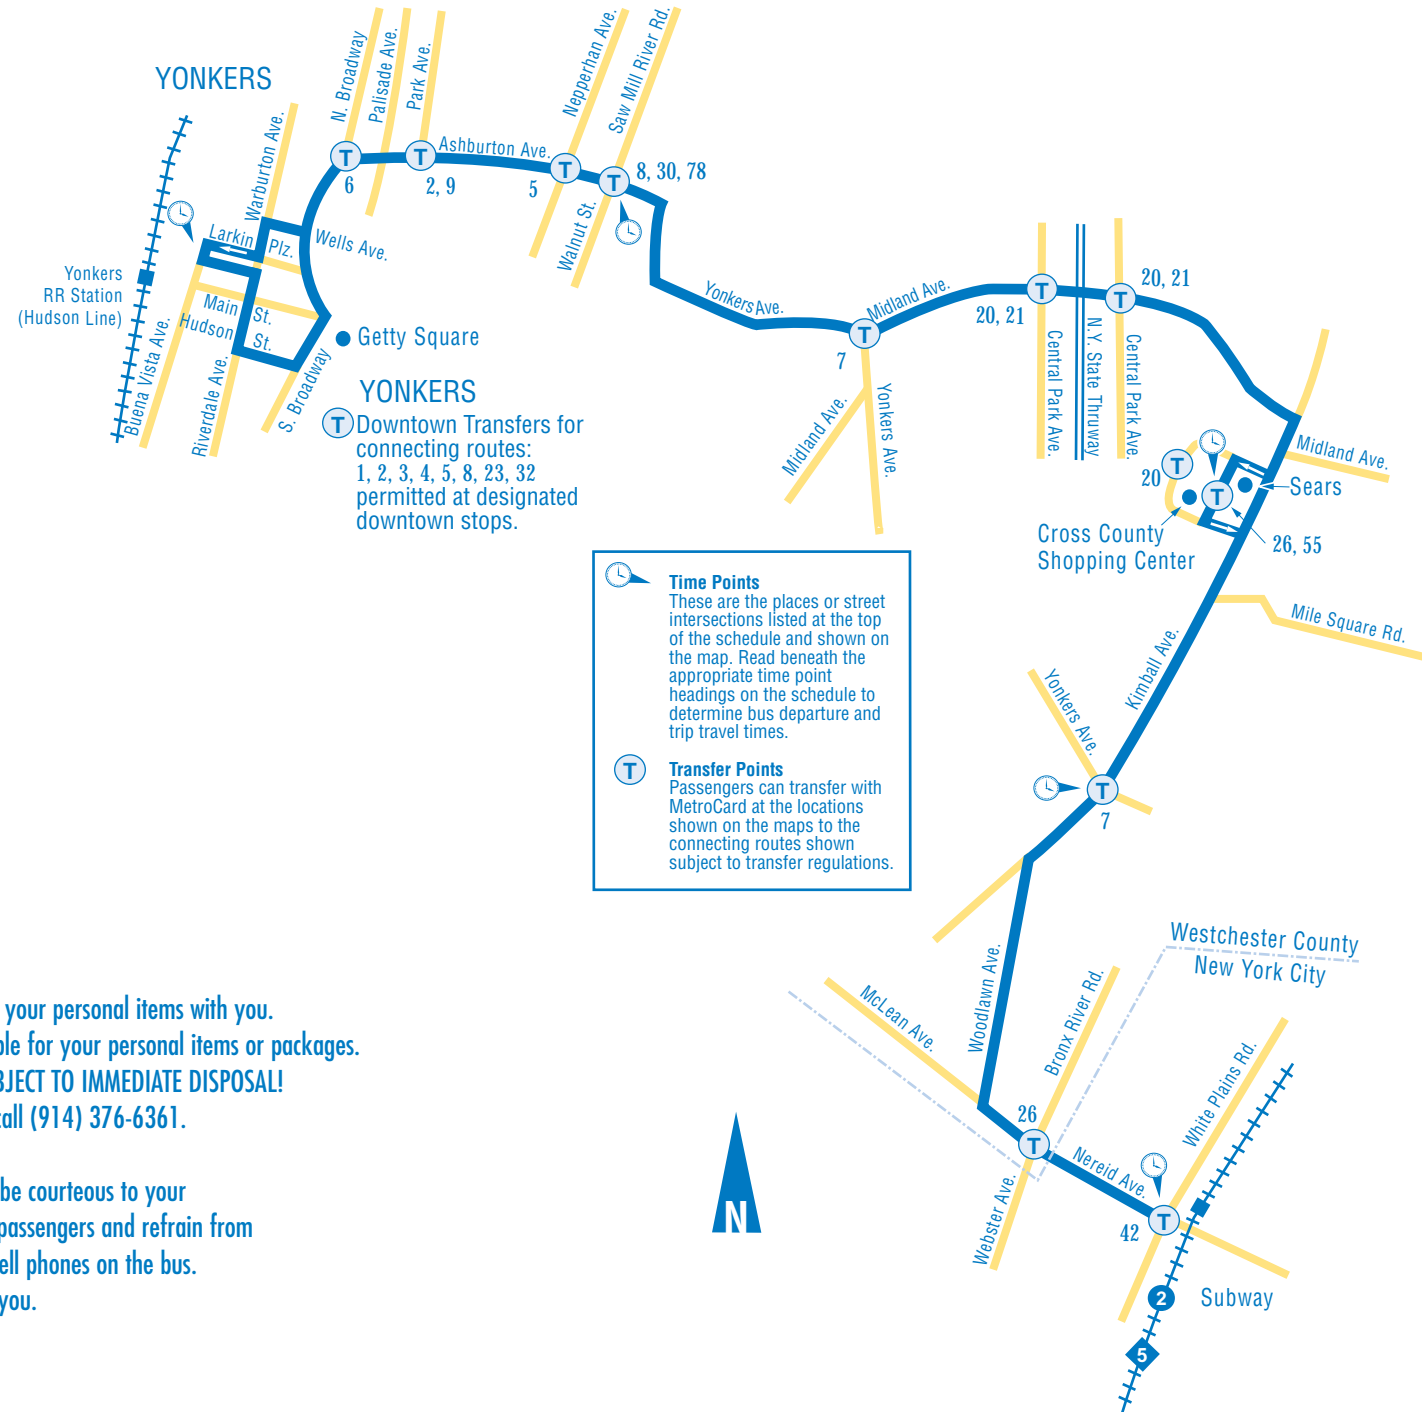 YONKERS
N. Broadway
Palisade Ave.
Park Ave.
Nepperhan Ave.
Saw Mill River Rd.
Warburton Ave.
Ashburton Ave.
6
2, 9
5
8, 30, 78
Walnut St.
Larkin Plz.
Wells Ave.
Yonkers
RR Station
(Hudson Line)
Main St.
Hudson St.
Buena Vista Ave.
Riverdale Ave.
S. Broadway
Getty Square
YONKERS
T Downtown Transfers for
connecting routes:
1, 2, 3, 4, 5, 8, 23, 32
permitted at designated
downtown stops.
Yonkers Ave.
Midland Ave.
7
Midland Ave.
Yonkers Ave.
20, 21
20, 21
Central Park Ave.
N.Y. State Thruway
Central Park Ave.
Midland Ave.
20
Sears
Cross County
Shopping Center
26, 55
Mile Square Rd.
Kimball Ave.
Yonkers Ave.
7
Time Points
These are the places or street
intersections listed at the top
of the schedule and shown on
the map. Read beneath the
appropriate time point
headings on the schedule to
determine bus departure and
trip travel times.
T Transfer Points
Passengers can transfer with
MetroCard at the locations
shown on the maps to the
connecting routes shown
subject to transfer regulations.
Westchester County
New York City
McLean Ave.
Woodlawn Ave.
Bronx River Rd.
White Plains Rd.
26
Nereid Ave.
Webster Ave.
42
2
Subway
5
N
your personal items with you.
ble for your personal items or packages.
BJECT TO IMMEDIATE DISPOSAL!
call (914) 376-6361.
be courteous to your
passengers and refrain from
ell phones on the bus.
you.